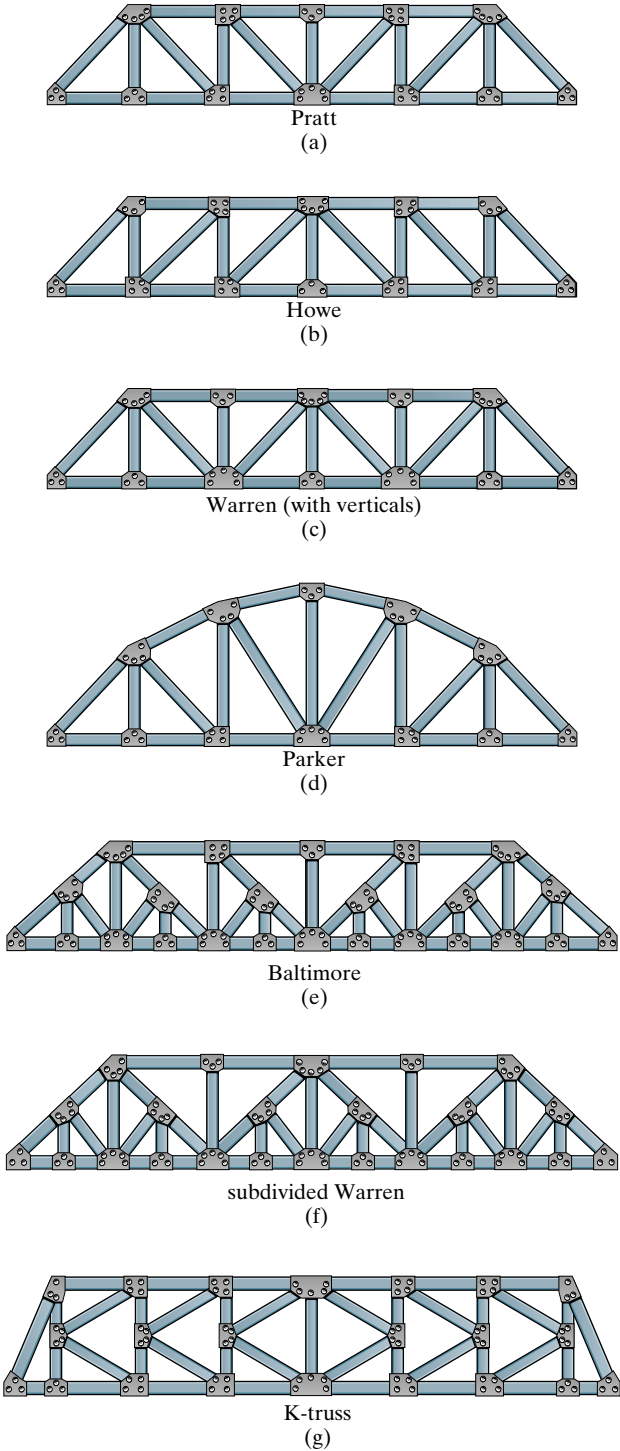 Pratt
(a)
Howe
(b)
Warren (with verticals)
(c)
Parker
(d)
Baltimore
(e)
subdivided Warren
(f)
K-truss
(g)